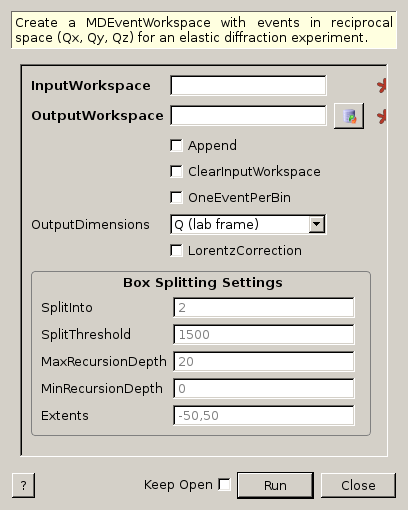 Create a MDEventWorkspace with events in reciprocal
space (Qx, Qy, Qz) for an elastic diffraction experiment.
InputWorkspace
OutputWorkspace
Append
ClearInputWorkspace
OneEventPerBin
OutputDimensions Q (lab frame)
LorentzCorrection
Box Splitting Settings
SplitInto 2
SplitThreshold 1500
MaxRecursionDepth 20
MinRecursionDepth 0
Extents -50,50
? Keep Open Run Close